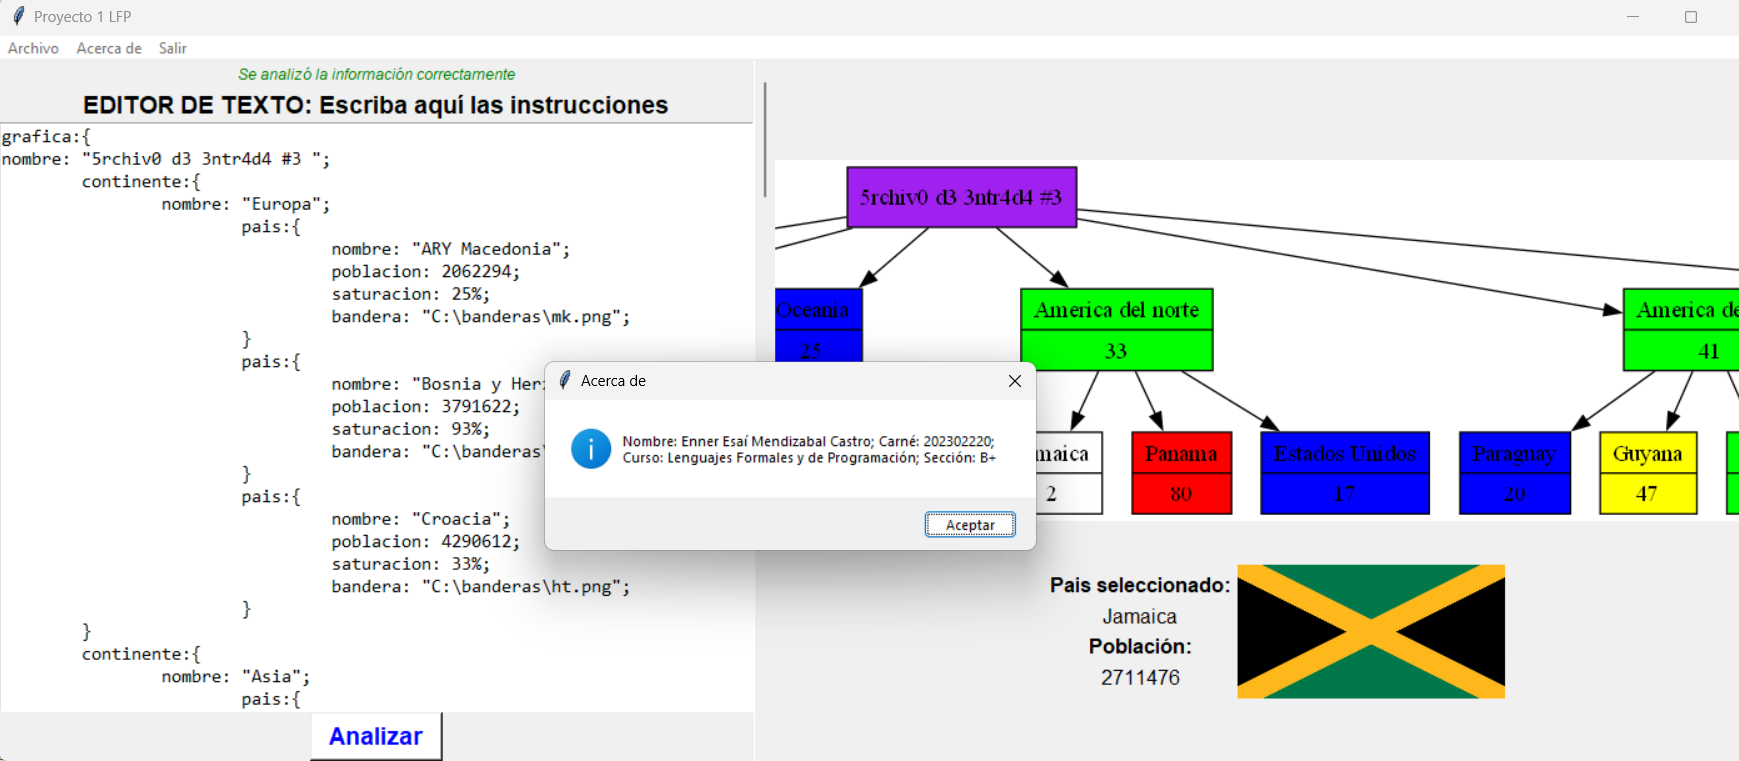 Proyecto 1 LFP
Archivo Acerca de Salir
Se analizó la información correctamente
EDITOR DE TEXTO: Escriba aquí las instrucciones
grafica:{
nombre: "5rchiv0 d3 3ntr4d4 #3 ";
continente:{
nombre: "Europa";
pais:{
nombre: "ARY Macedonia";
poblacion: 2062294;
saturacion: 25%;
bandera: "C:\banderas\mk.png";
}
pais:{
nombre: "Bosnia y
poblacion: 3791622;
saturacion: 93%;
bandera: "C:\banderas\
}
pais:{
nombre: "Croacia";
poblacion: 4290612;
saturacion: 33%;
bandera: "C:\banderas\ht.png";
}
}
continente:{
nombre: "Asia";
pais:{
Analizar
5rchiv0 d3 3ntr4d4 #3
Oceania
25
America del norte
33
America de
41
maica
2
Panama
80
Estados Unidos
17
Paraguay
20
Guyana
47
Acerca de
Nombre: Enner Esaí Mendizabal Castro; Carné: 202302220;
Curso: Lenguajes Formales y de Programación; Sección: B+
Aceptar
Pais seleccionado:
Jamaica
Población:
2711476